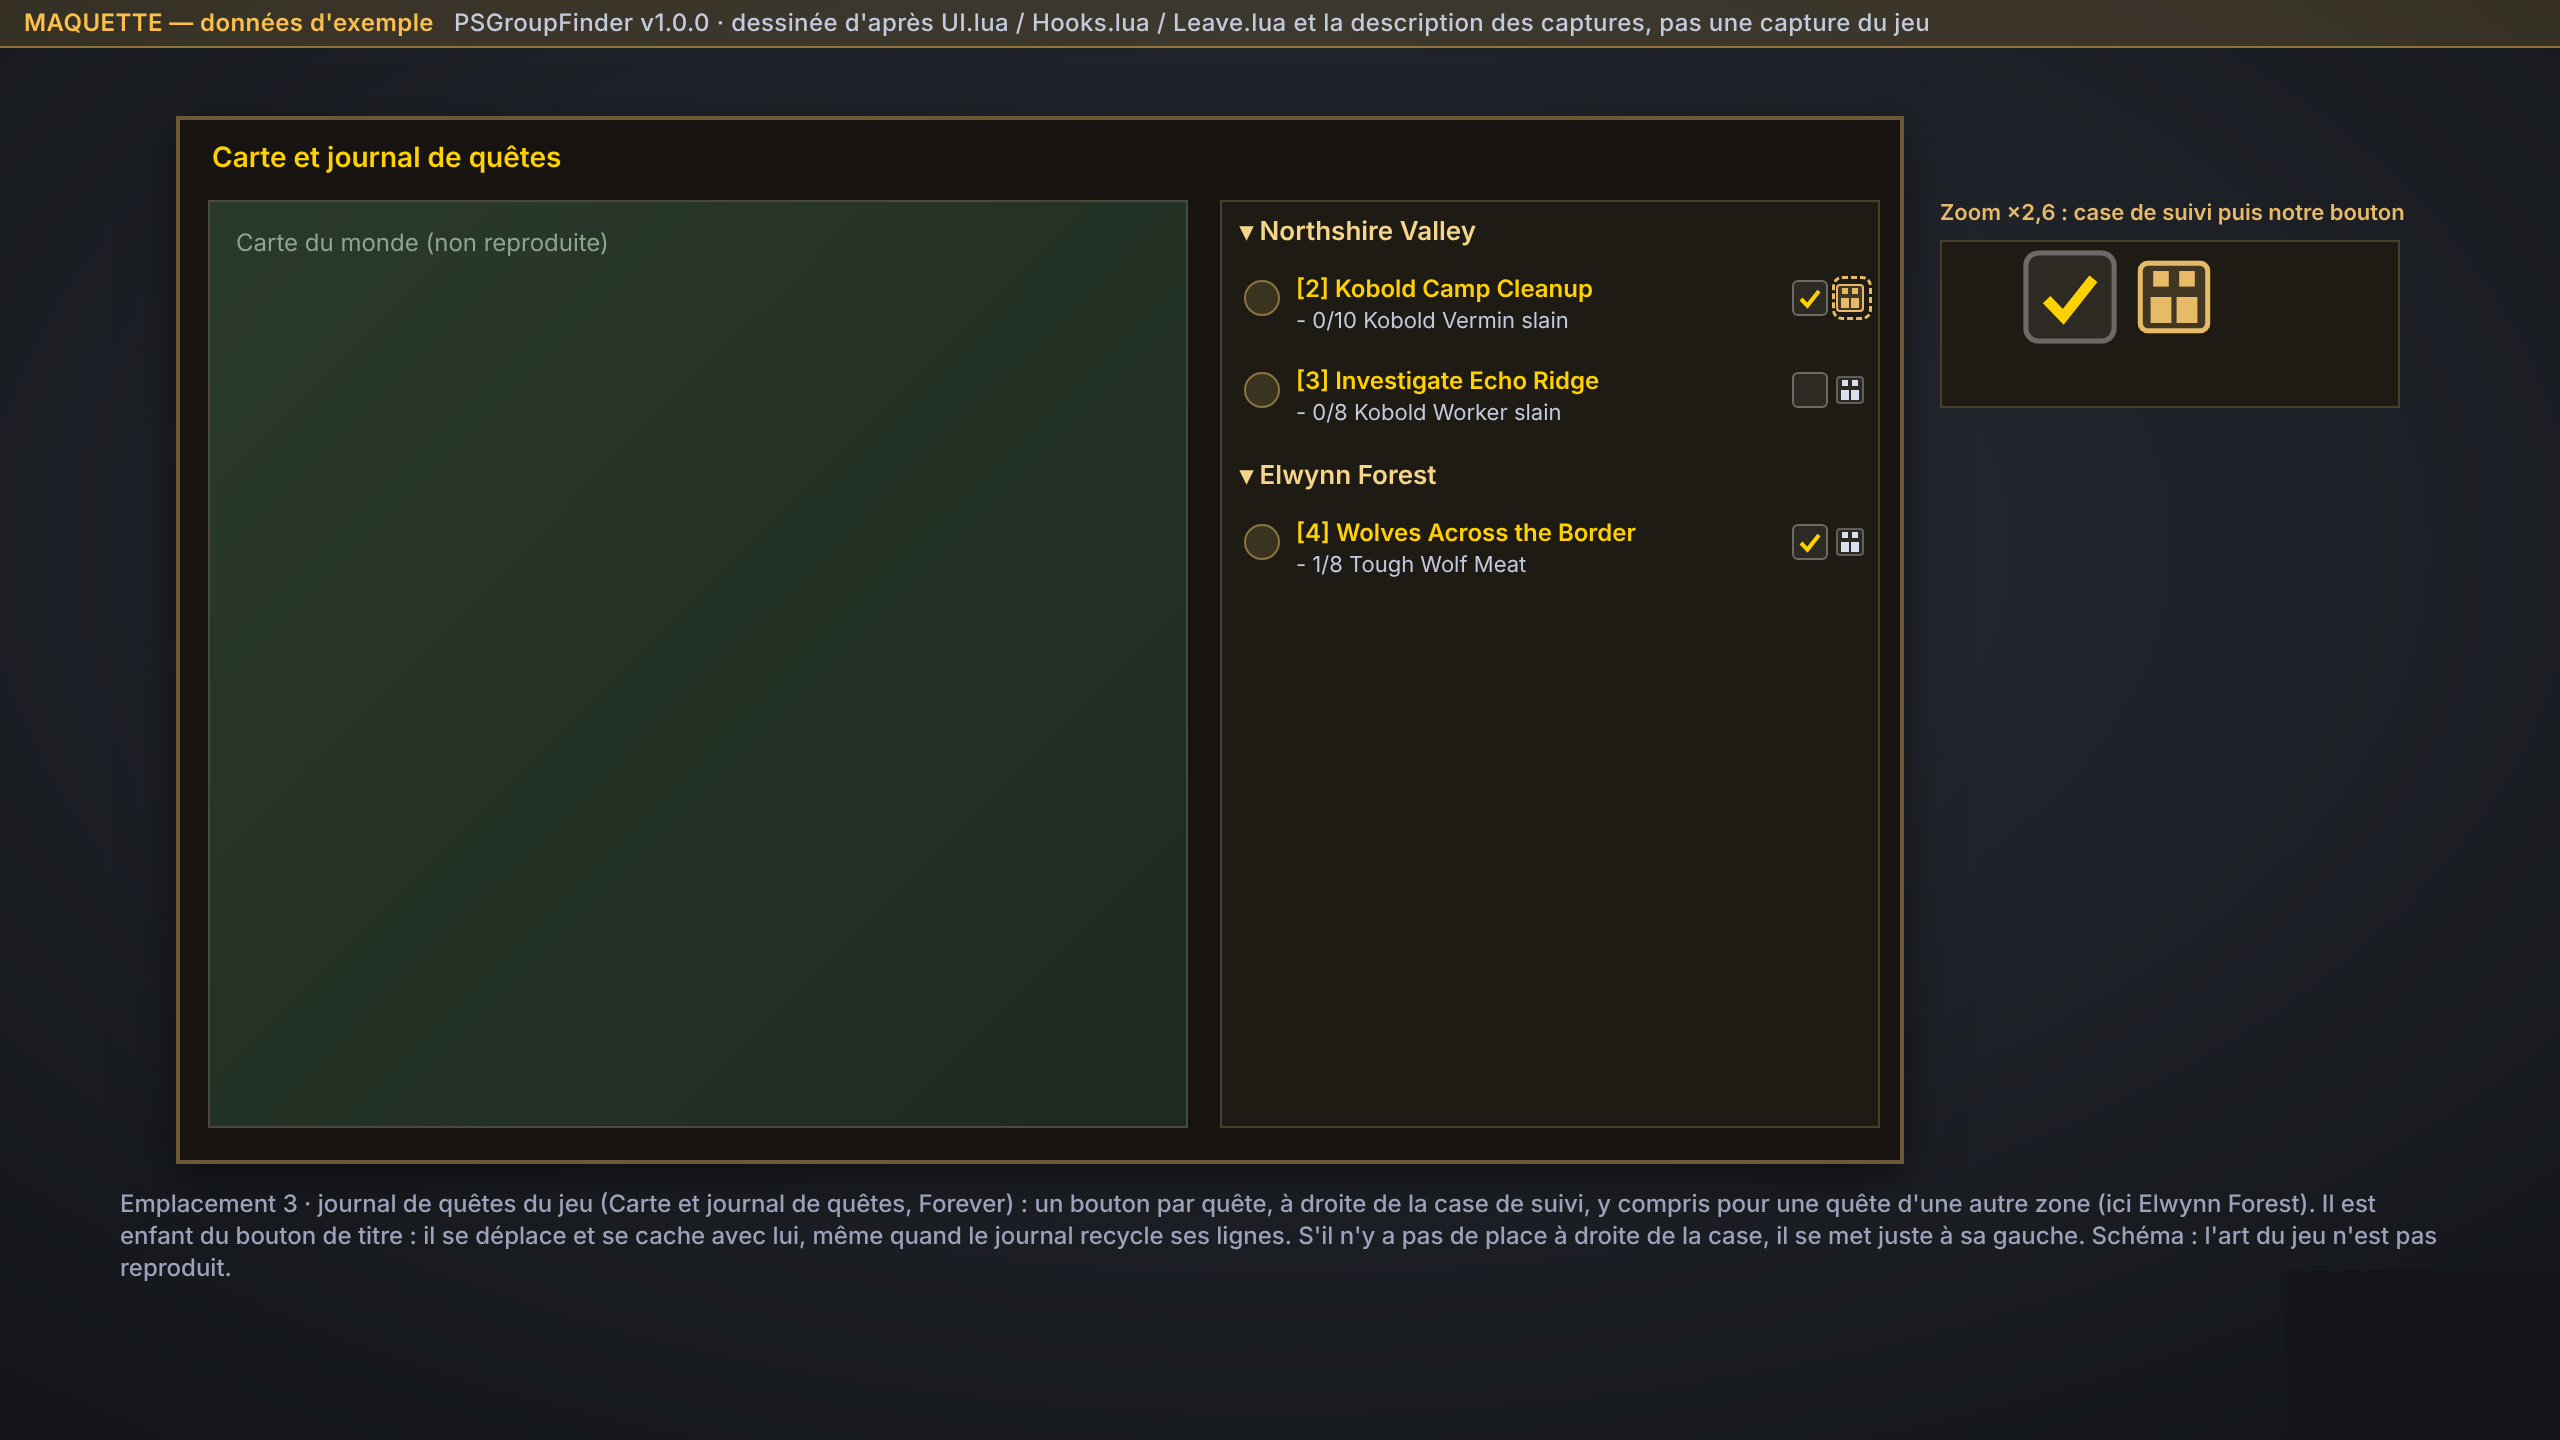 MAQUETTE — données d'exemple PSGroupFinder v1.0.0 · dessinée d'après UI.lua / Hooks.lua / Leave.lua et la description des captures, pas une capture du jeu
Carte et journal de quêtes
Carte du monde (non reproduite)
▾ Northshire Valley
[2] Kobold Camp Cleanup
- 0/10 Kobold Vermin slain
[3] Investigate Echo Ridge
- 0/8 Kobold Worker slain
▾ Elwynn Forest
[4] Wolves Across the Border
- 1/8 Tough Wolf Meat
Zoom ×2,6 : case de suivi puis notre bouton
Emplacement 3 · journal de quêtes du jeu (Carte et journal de quêtes, Forever) : un bouton par quête, à droite de la case de suivi, y compris pour une quête d'une autre zone (ici Elwynn Forest). Il est
enfant du bouton de titre : il se déplace et se cache avec lui, même quand le journal recycle ses lignes. S'il n'y a pas de place à droite de la case, il se met juste à sa gauche. Schéma : l'art du jeu n'est pas
reproduit.